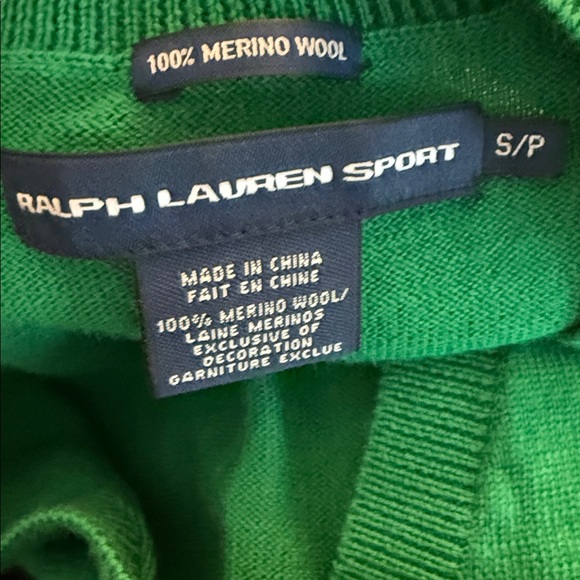 100% MERINO WOOL
RALPH LAUREN SPORT
S/P
MADE IN CHINA
FAIT EN CHINE
100% MERINO WOOL/
LAINE MERINOS
EXCLUSIVE OF
DECORATION
GARNITURE EXCLUE